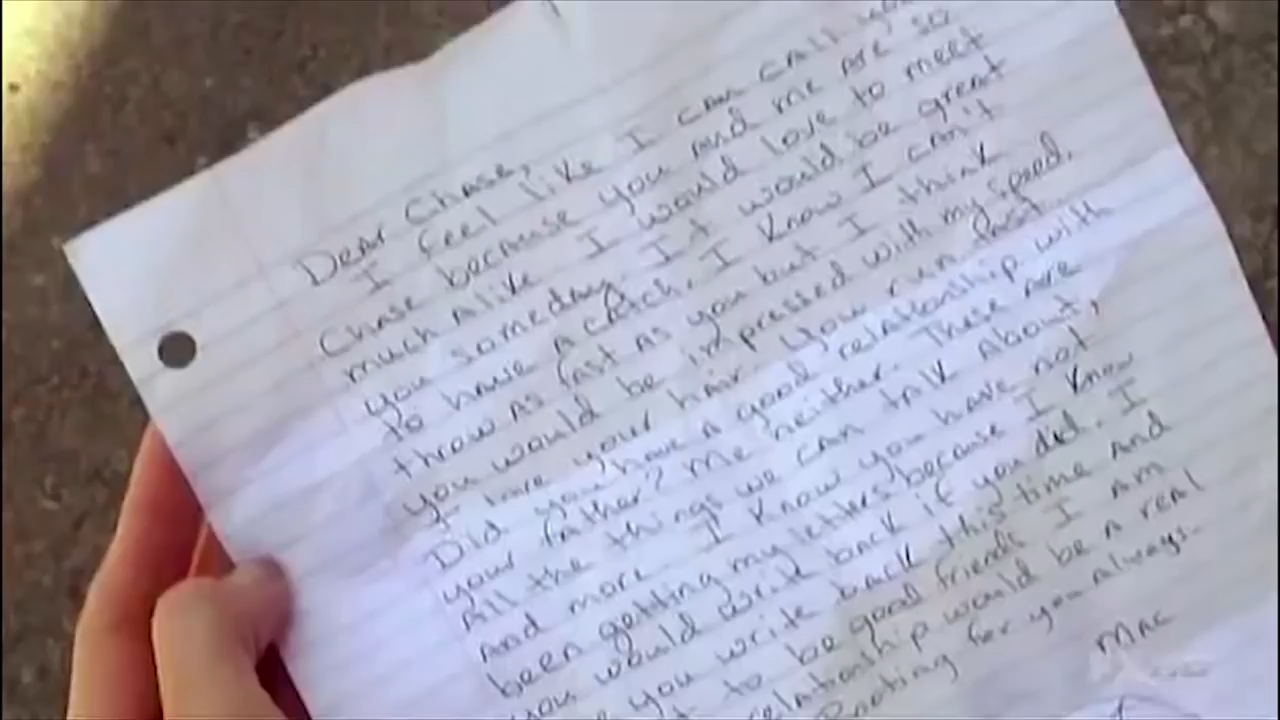 Dear Chase,
I feel like I can call you
Chase because you and me are so
much alike. I would love to meet
you someday. It would be great
to have a catch. I know I can't
throw as fast as you but I think
you would be impressed with my speed.
I love your hair. You run fast.
Did you have a good relationship with
your father? Me neither. These are
All the things we can talk about,
And more. I know you have not
been getting my letters because I know
you would write back if you did. I
you write back this time and
to be good friends I am
relationship would be a real
Rooting for you always.
Mac